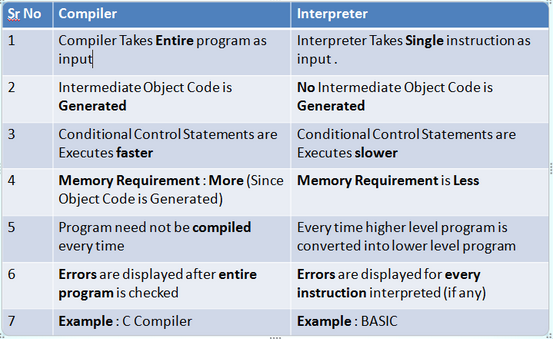 Sr No Compiler Interpreter
1 Compiler Takes Entire program as Interpreter Takes Single instruction as
input input .
2 Intermediate Object Code is No Intermediate Object Code is
Generated Generated
3 Conditional Control Statements are Conditional Control Statements are
Executes faster Executes slower
4 Memory Requirement : More (Since Memory Requirement is Less
Object Code is Generated)
5 Program need not be compiled Every time higher level program is
every time converted into lower level program
6 Errors are displayed after entire Errors are displayed for every
program is checked instruction interpreted (if any)
7 Example : C Compiler Example : BASIC